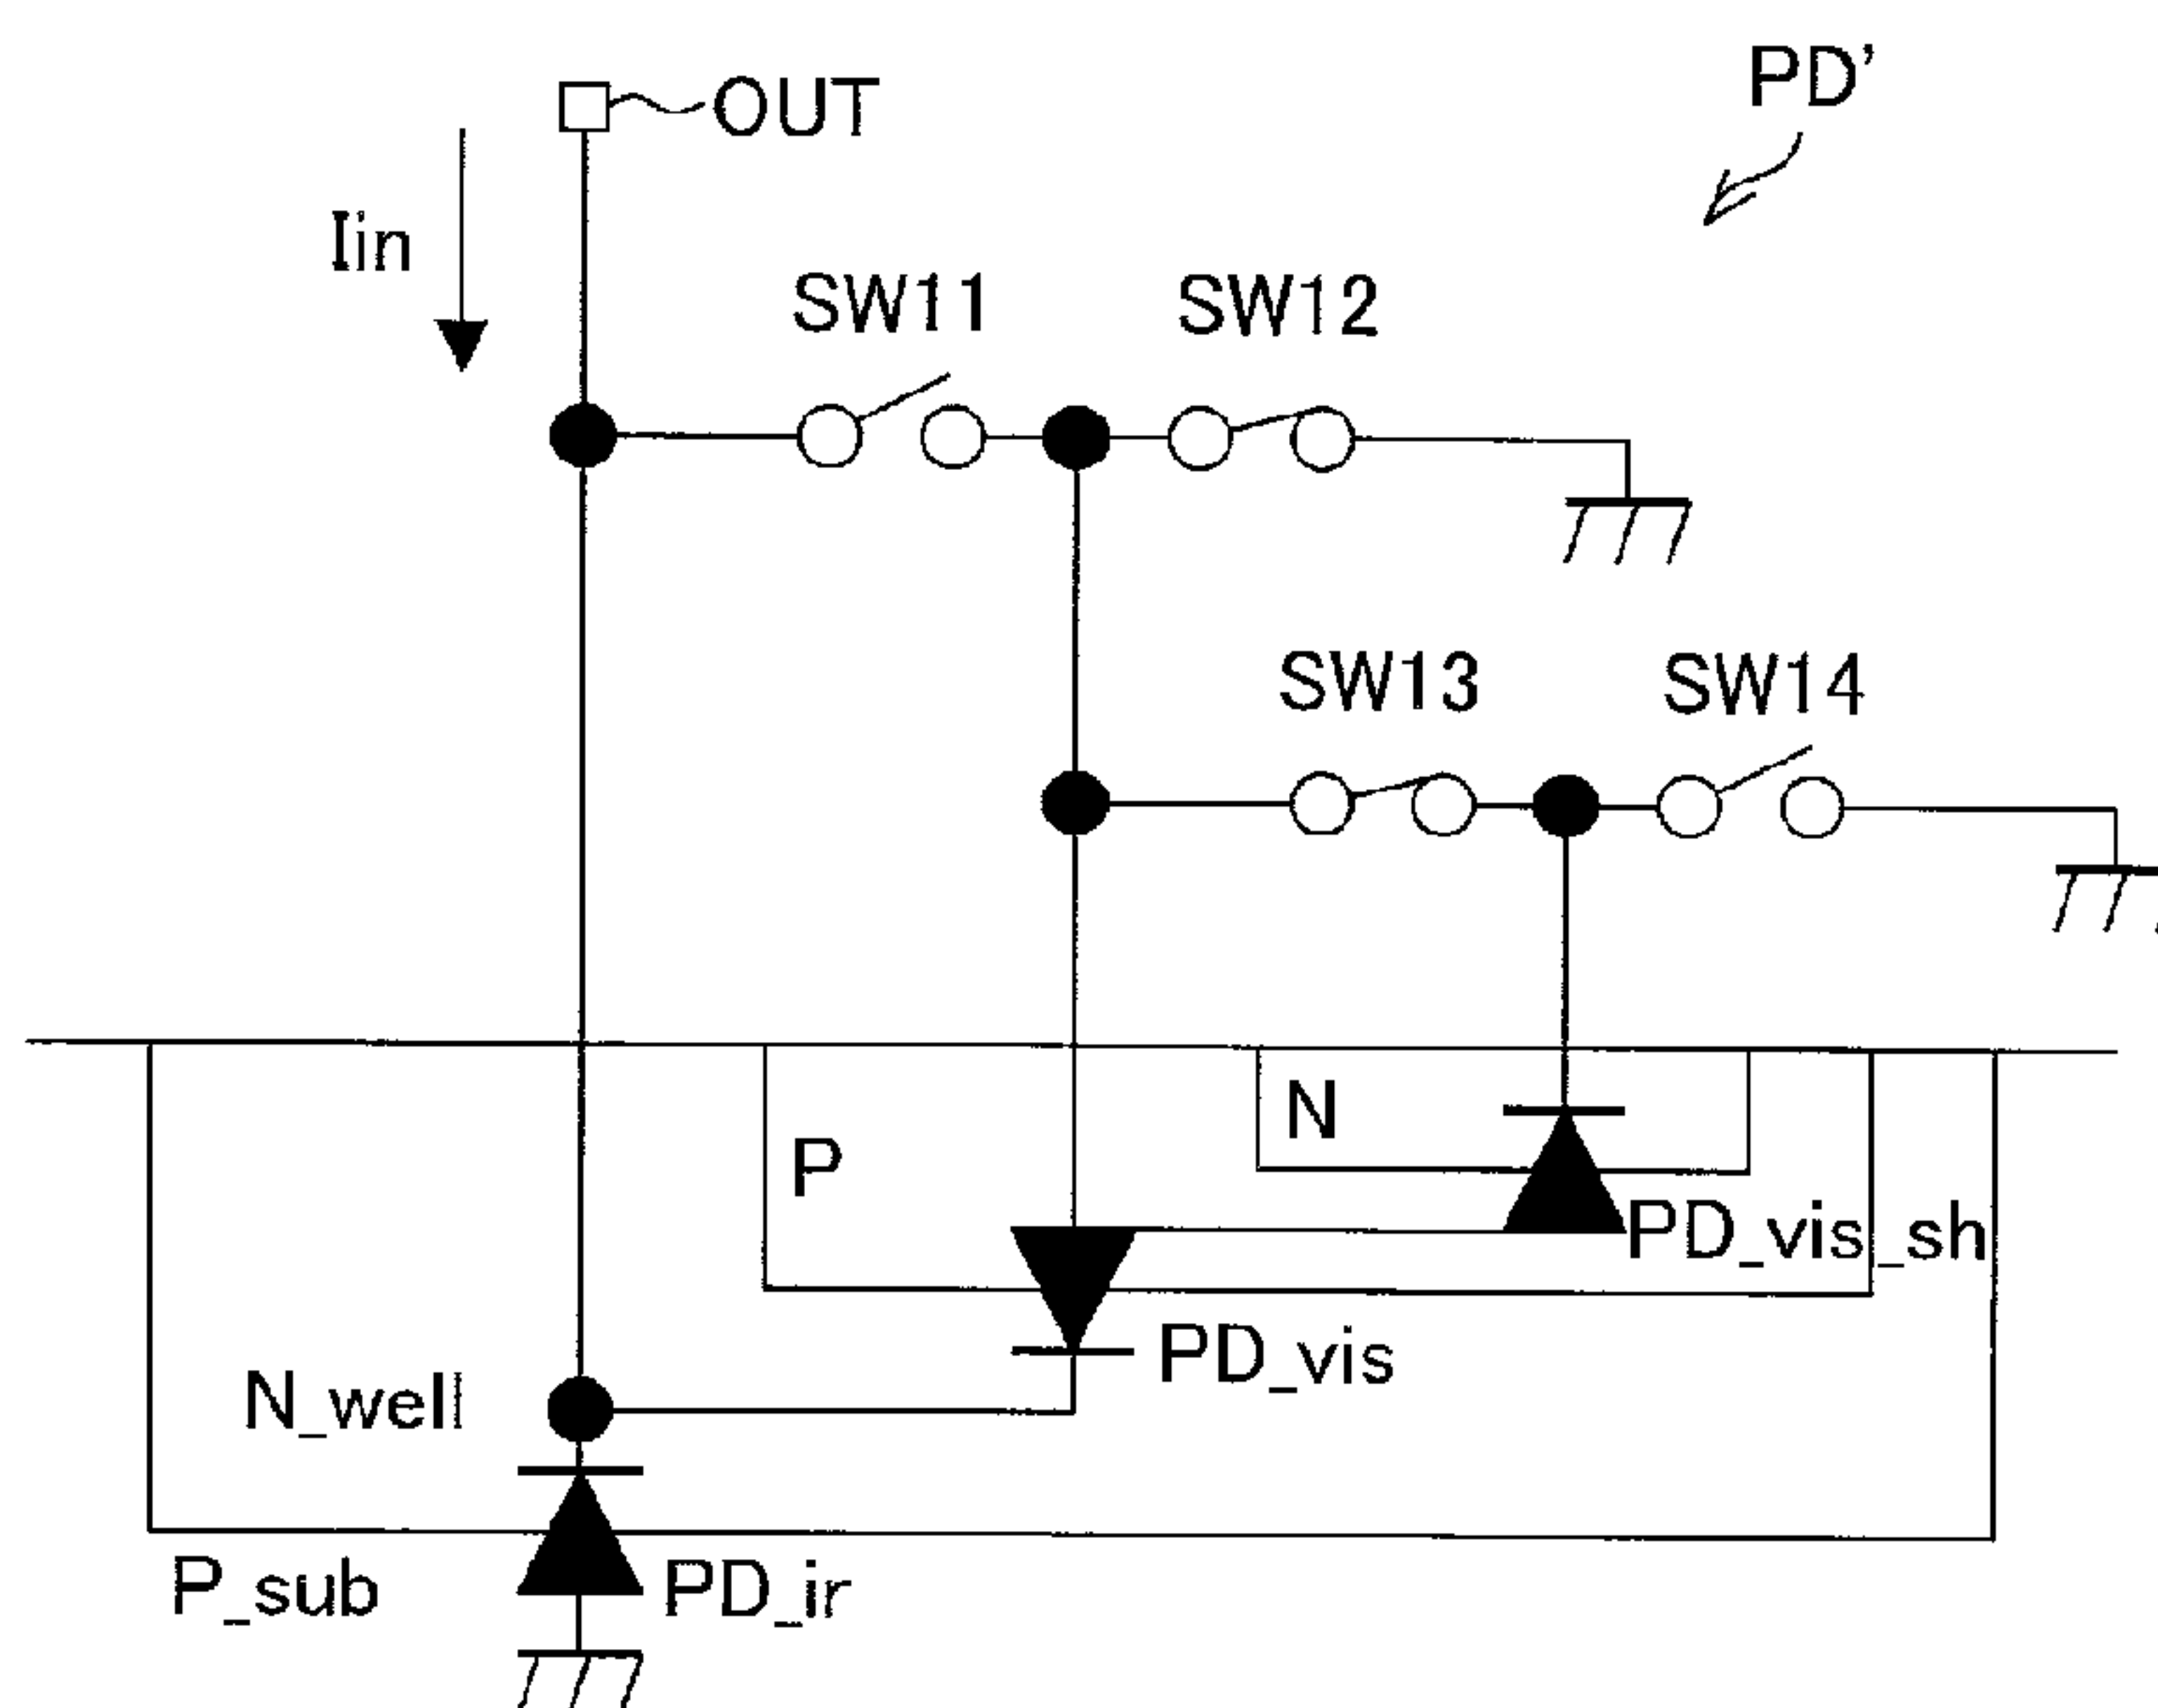 PD'
OUT
Iin
SW11
SW12
SW13
SW14
N
P
PD_vis_sh
PD_vis
N_well
P_sub
PD_ir